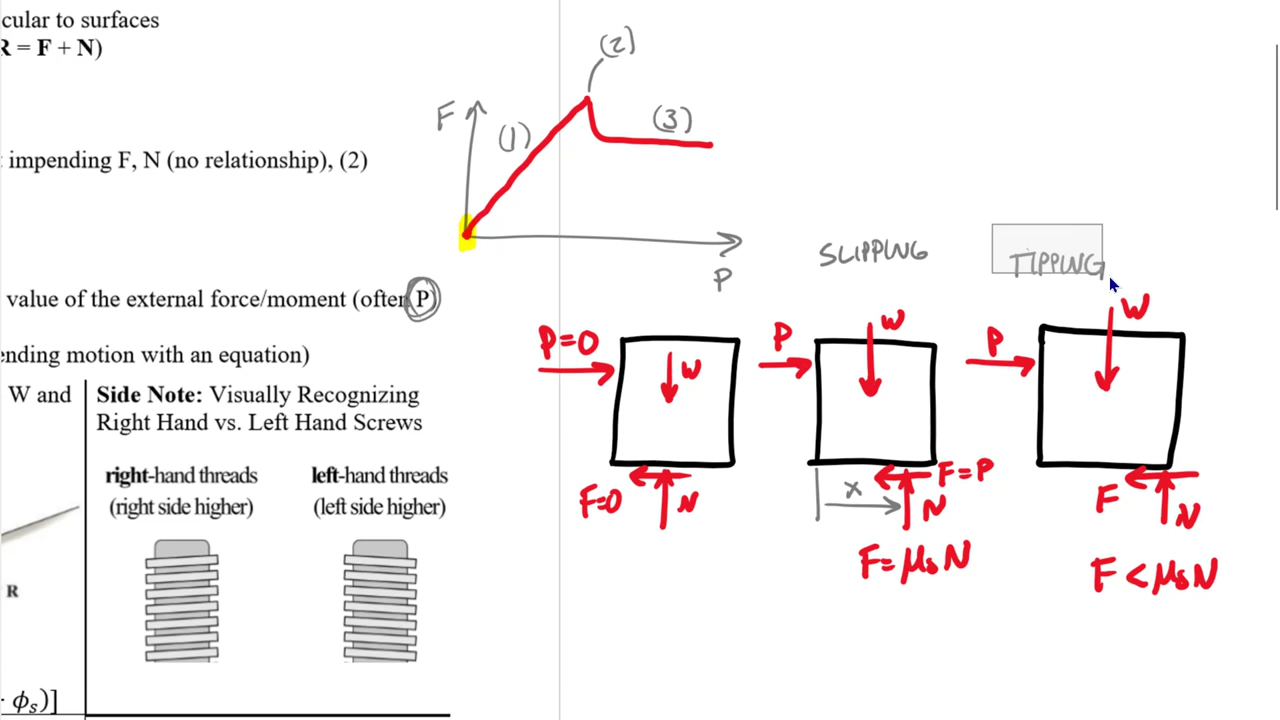 cular to surfaces
R = F + N)
impending F, N (no relationship), (2)
value of the external force/moment (often P)
ending motion with an equation)
W and
Side Note: Visually Recognizing
Right Hand vs. Left Hand Screws
right-hand threads
(right side higher)
left-hand threads
(left side higher)
R
- ϕs)]
F
(1)
(2)
(3)
P
P=0
W
F=0
N
SLIPPING
P
W
x
F=P
N
F=μsN
TIPPING
P
W
F
N
F<μsN